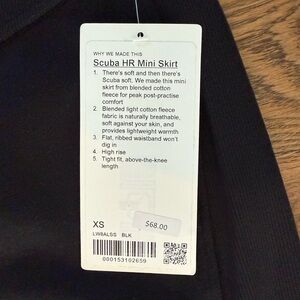 WHY WE MADE THIS
Scuba HR Mini Skirt
1. There's soft and then there's
Scuba soft. We made this mini
skirt from blended cotton
fleece for peak post-practise
comfort
2. Blended light cotton fleece
fabric is naturally breathable,
soft against your skin, and
provides lightweight warmth
3. Flat, ribbed waistband won't
dig in
4. High rise
5. Tight fit, above-the-knee
length
XS
$68.00
LW8ALSS BLK
000153102659